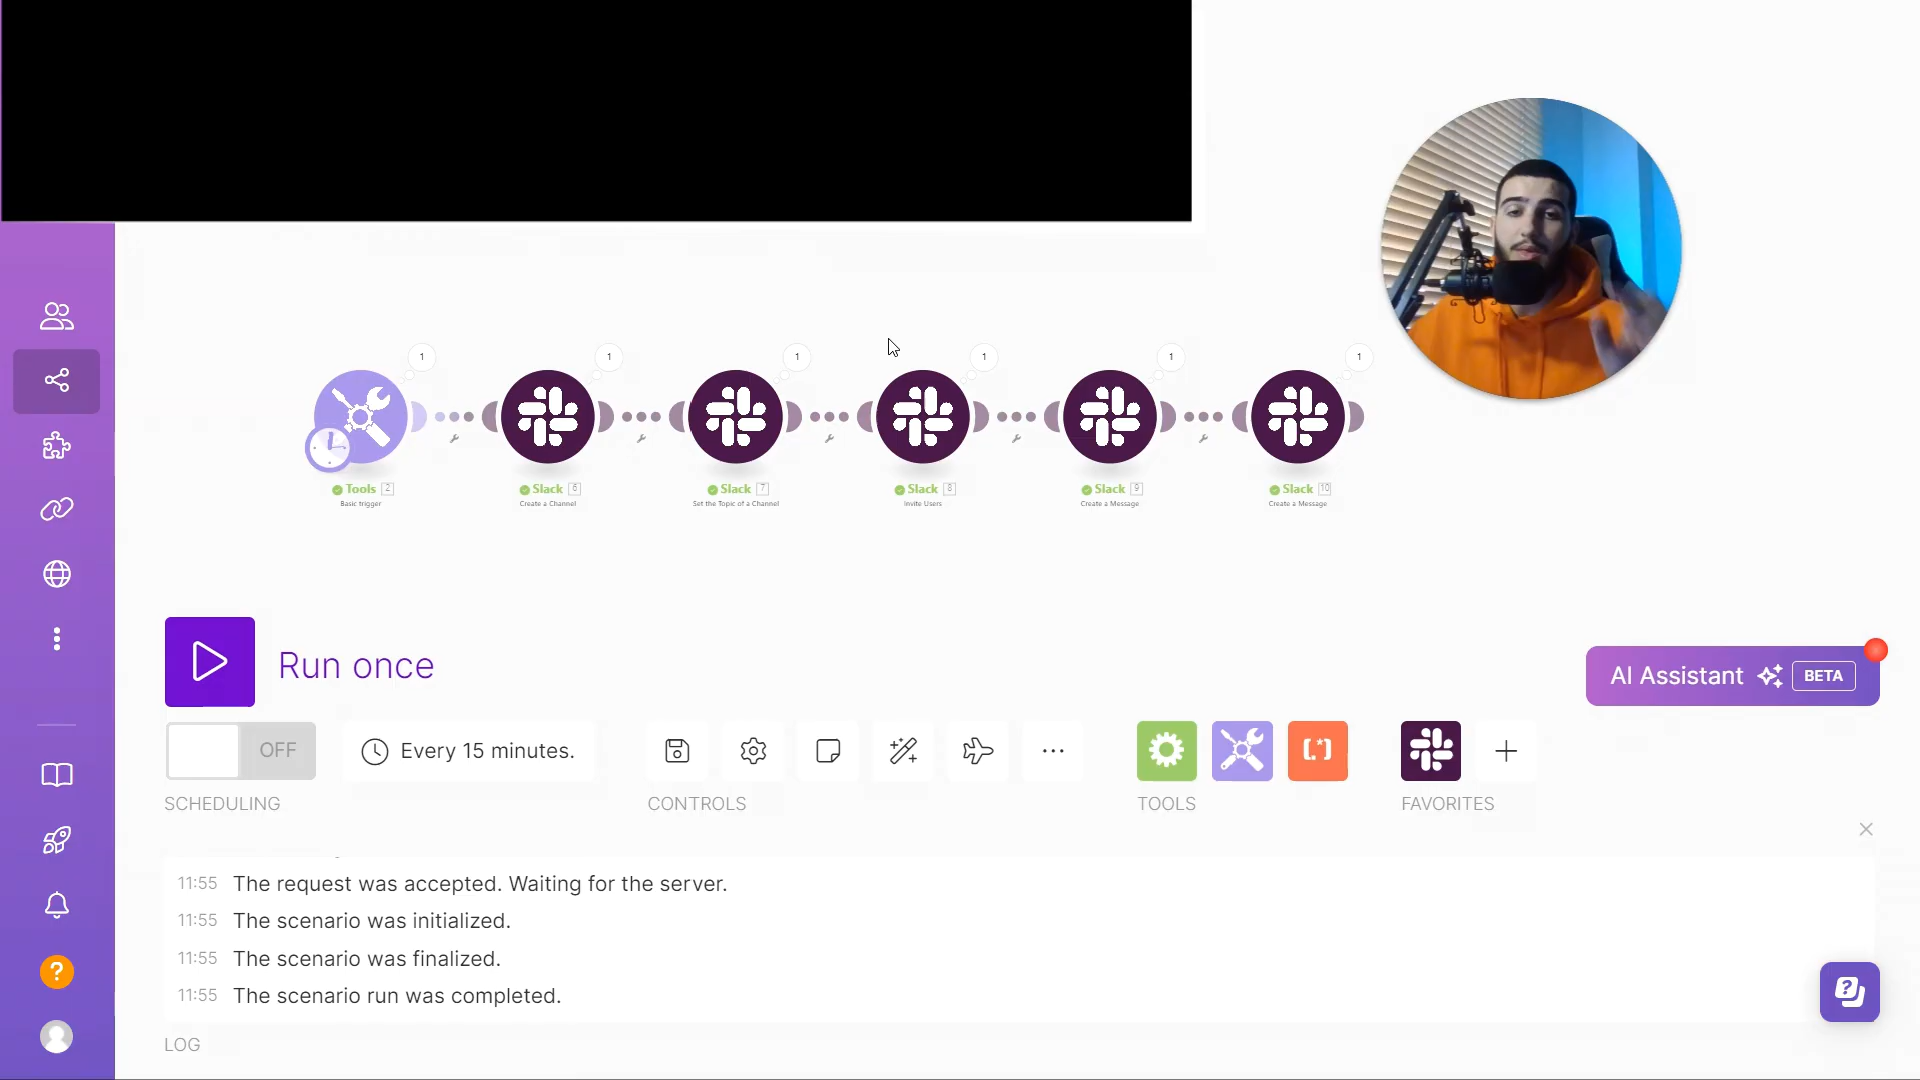 1 1 1 1 1 1
Tools 2 Slack 6 Slack 7 Slack 8 Slack 9 Slack 10
Basic trigger Create a Channel Set the Topic of a Channel Invite Users Create a Message Create a Message
Run once
AI Assistant BETA
OFF Every 15 minutes. [.*]
SCHEDULING CONTROLS TOOLS FAVORITES
11:55 The request was accepted. Waiting for the server.
11:55 The scenario was initialized.
11:55 The scenario was finalized.
11:55 The scenario run was completed.
LOG